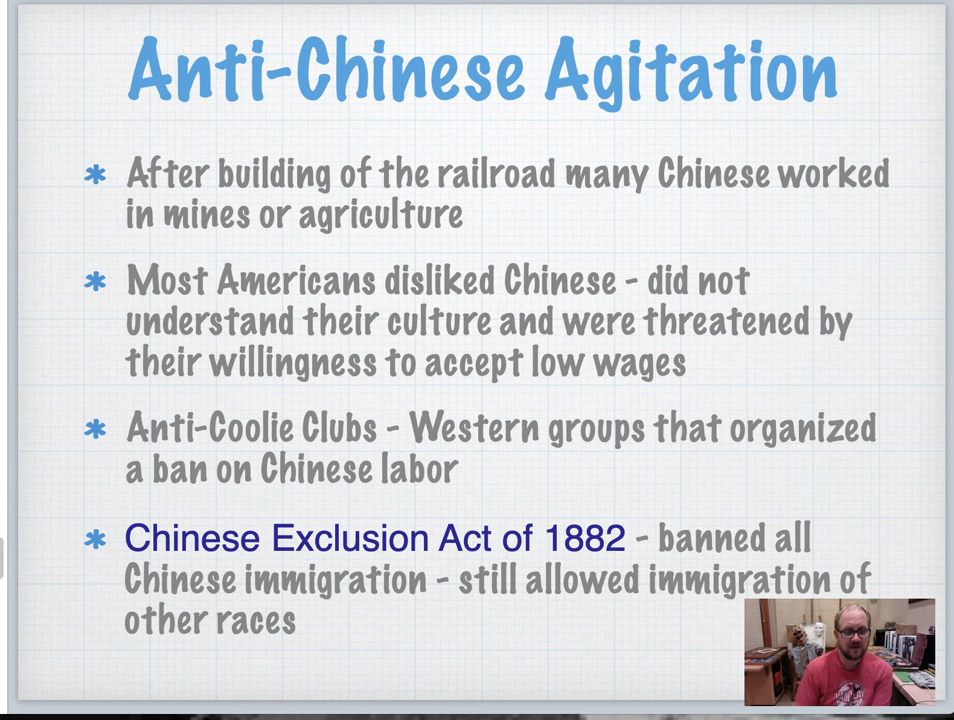 Anti-Chinese Agitation
* After building of the railroad many Chinese worked
in mines or agriculture
* Most Americans disliked Chinese - did not
understand their culture and were threatened by
their willingness to accept low wages
* Anti-Coolie Clubs - Western groups that organized
a ban on Chinese labor
* Chinese Exclusion Act of 1882 - banned all
Chinese immigration - still allowed immigration of
other races